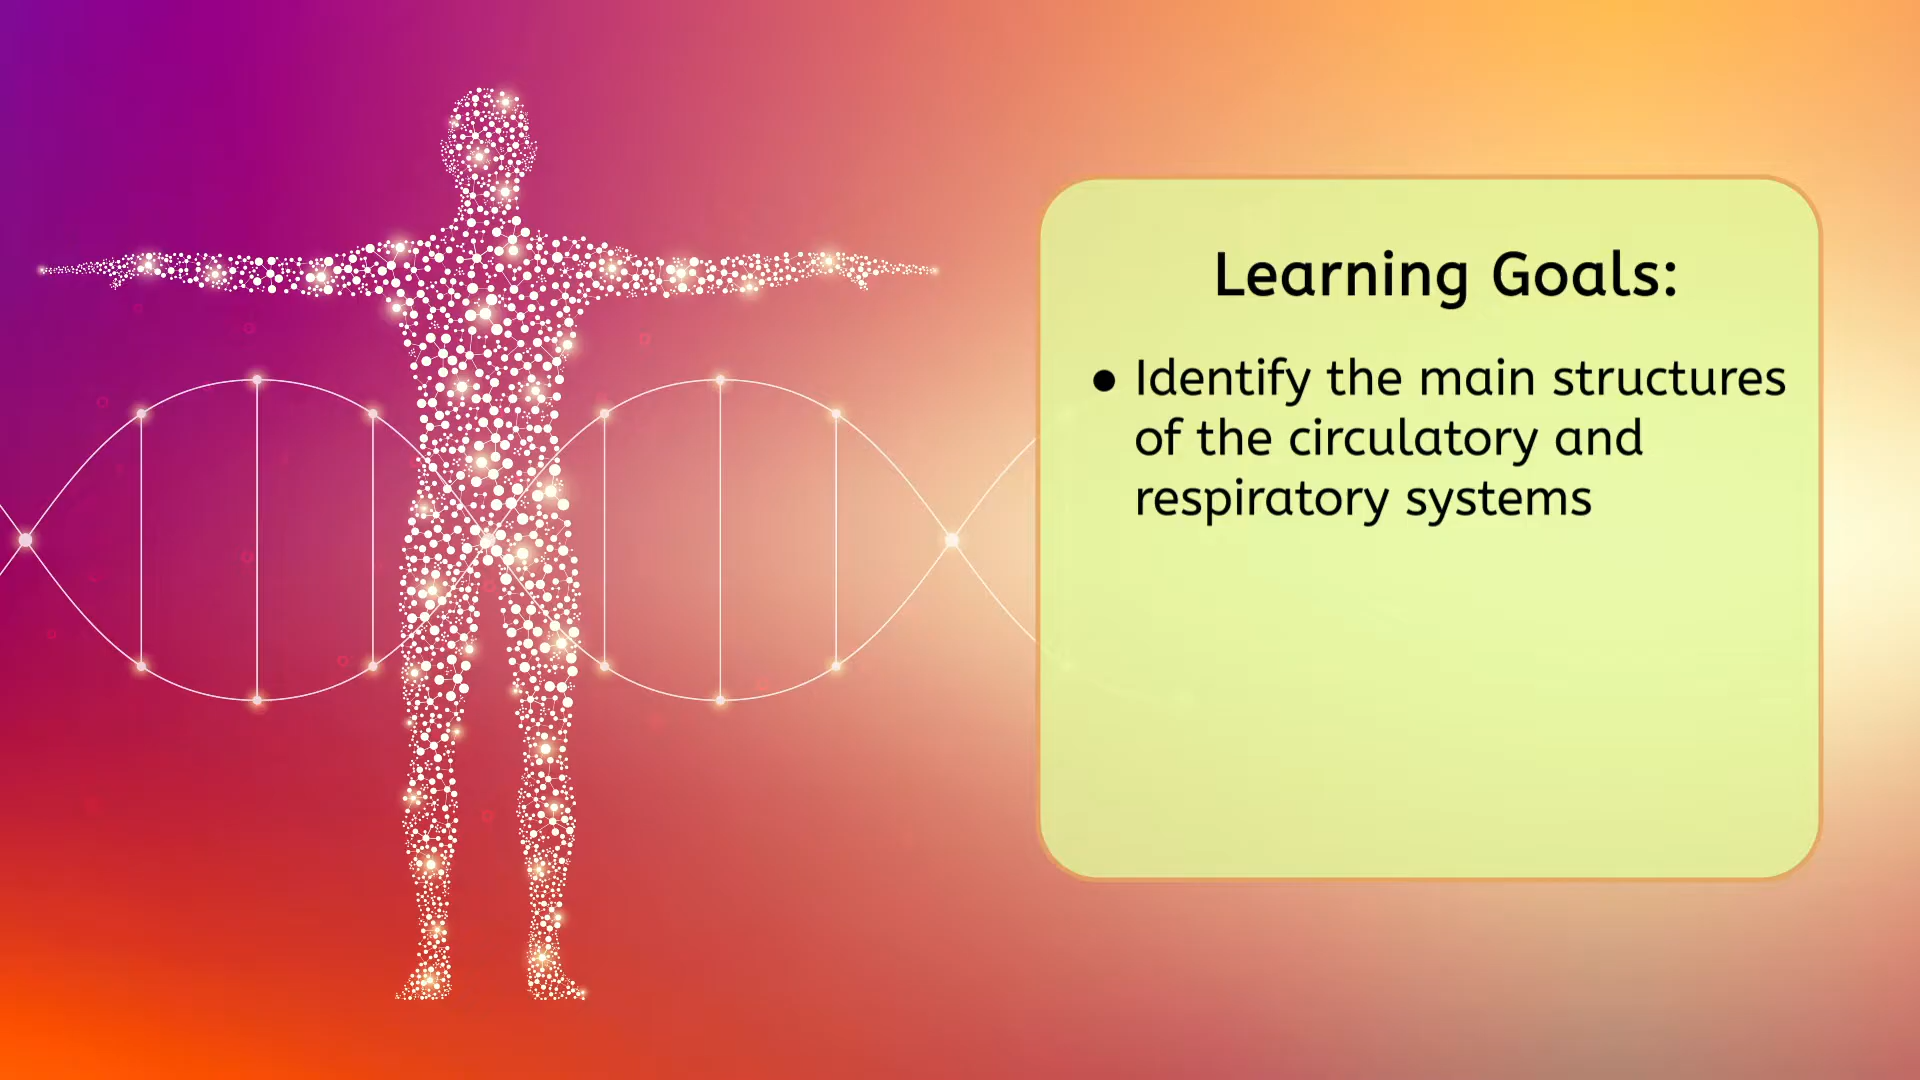 Learning Goals:
● Identify the main structures
of the circulatory and
respiratory systems